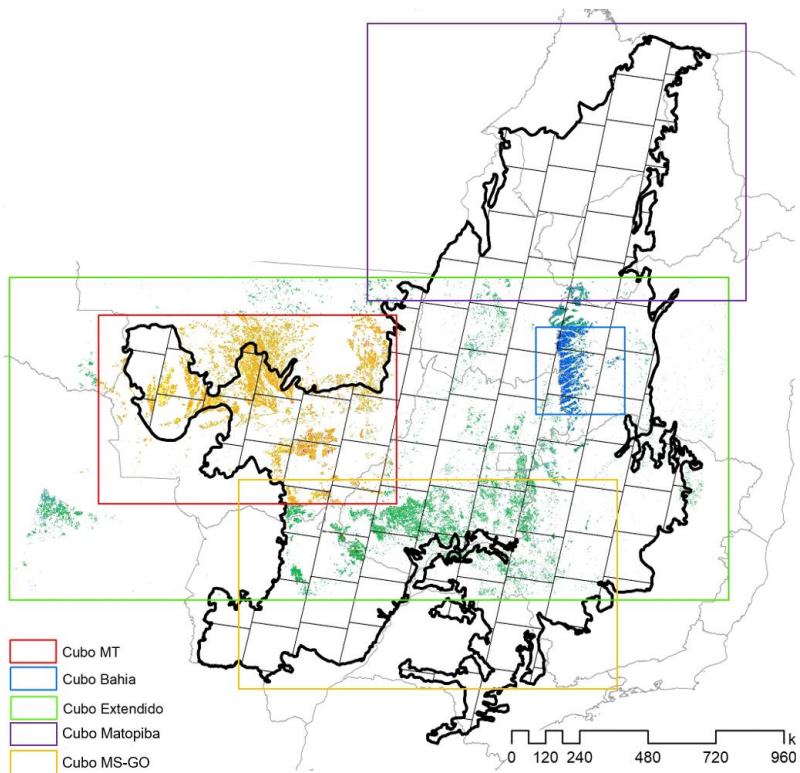 Cubo MT
Cubo Bahia
Cubo Extendido
Cubo Matopiba
Cubo MS-GO
k
0 120 240 480 720 960